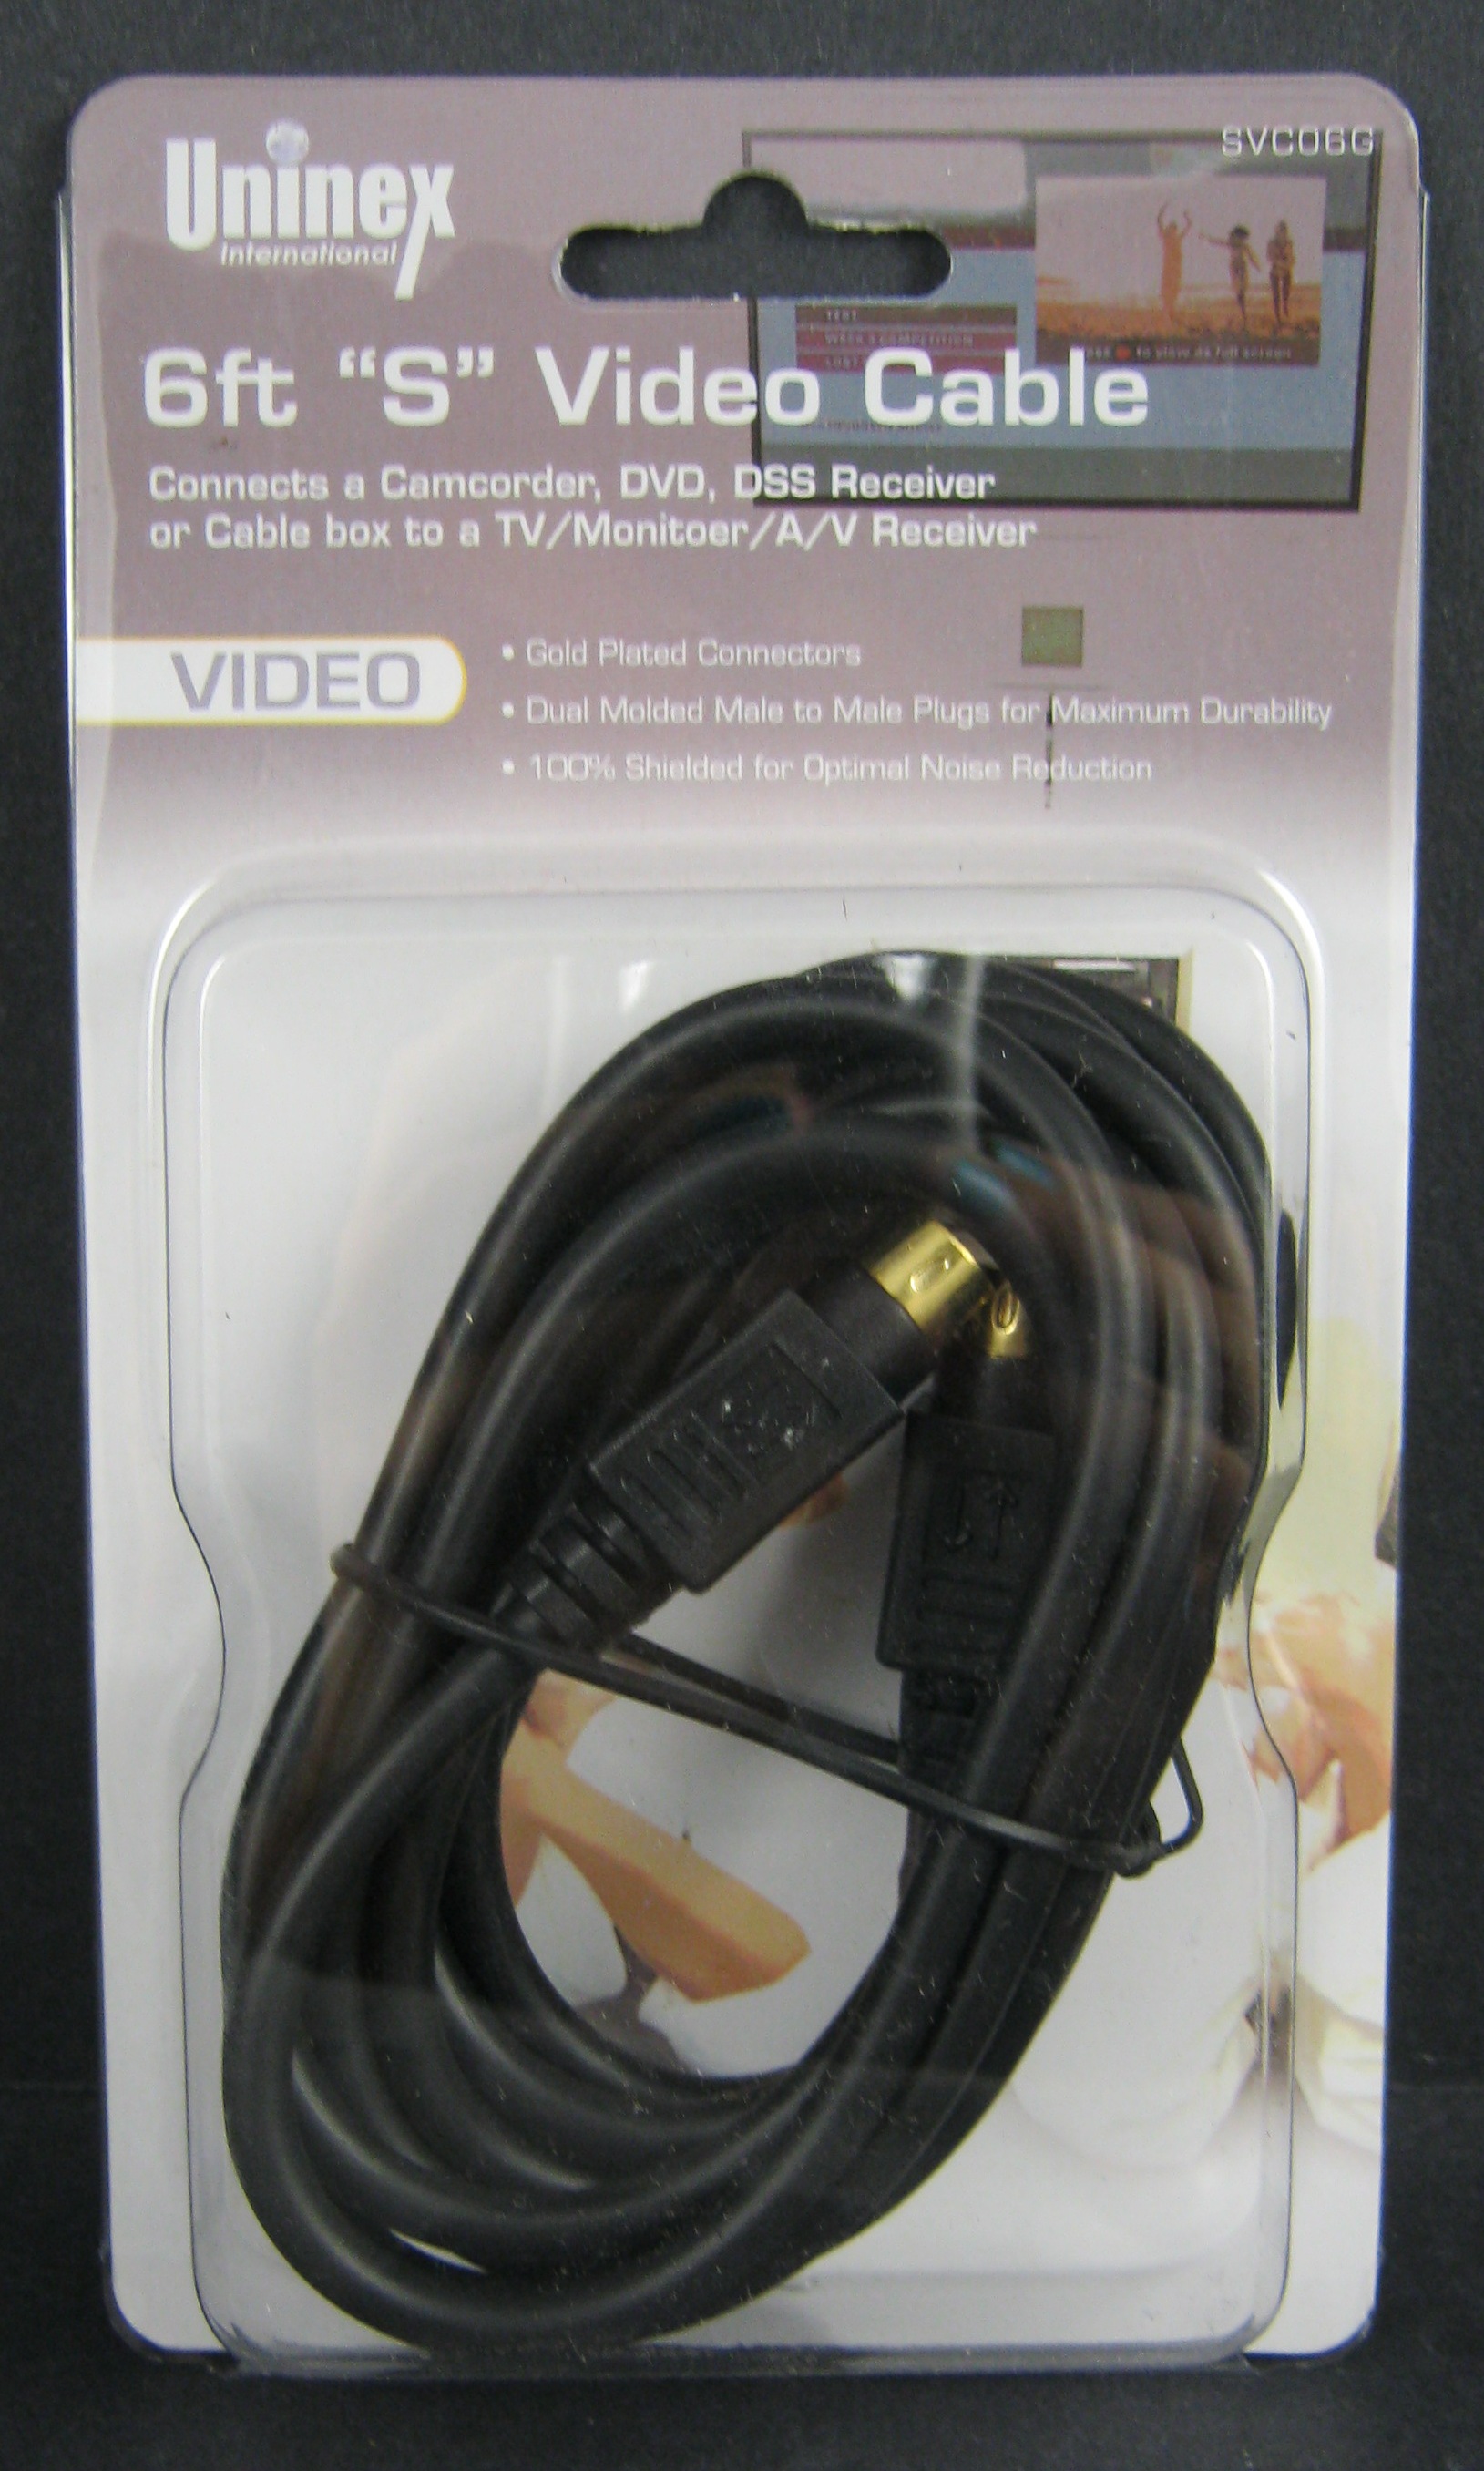 SVC06G
Uninex
International
TEXT
6ft “S” Video Cable
Connects a Camcorder, DVD, DSS Receiver
or Cable box to a TV/Monitoer/A/V Receiver
VIDEO
• Gold Plated Connectors
• Dual Molded Male to Male Plugs for Maximum Durability
• 100% Shielded for Optimal Noise Reduction